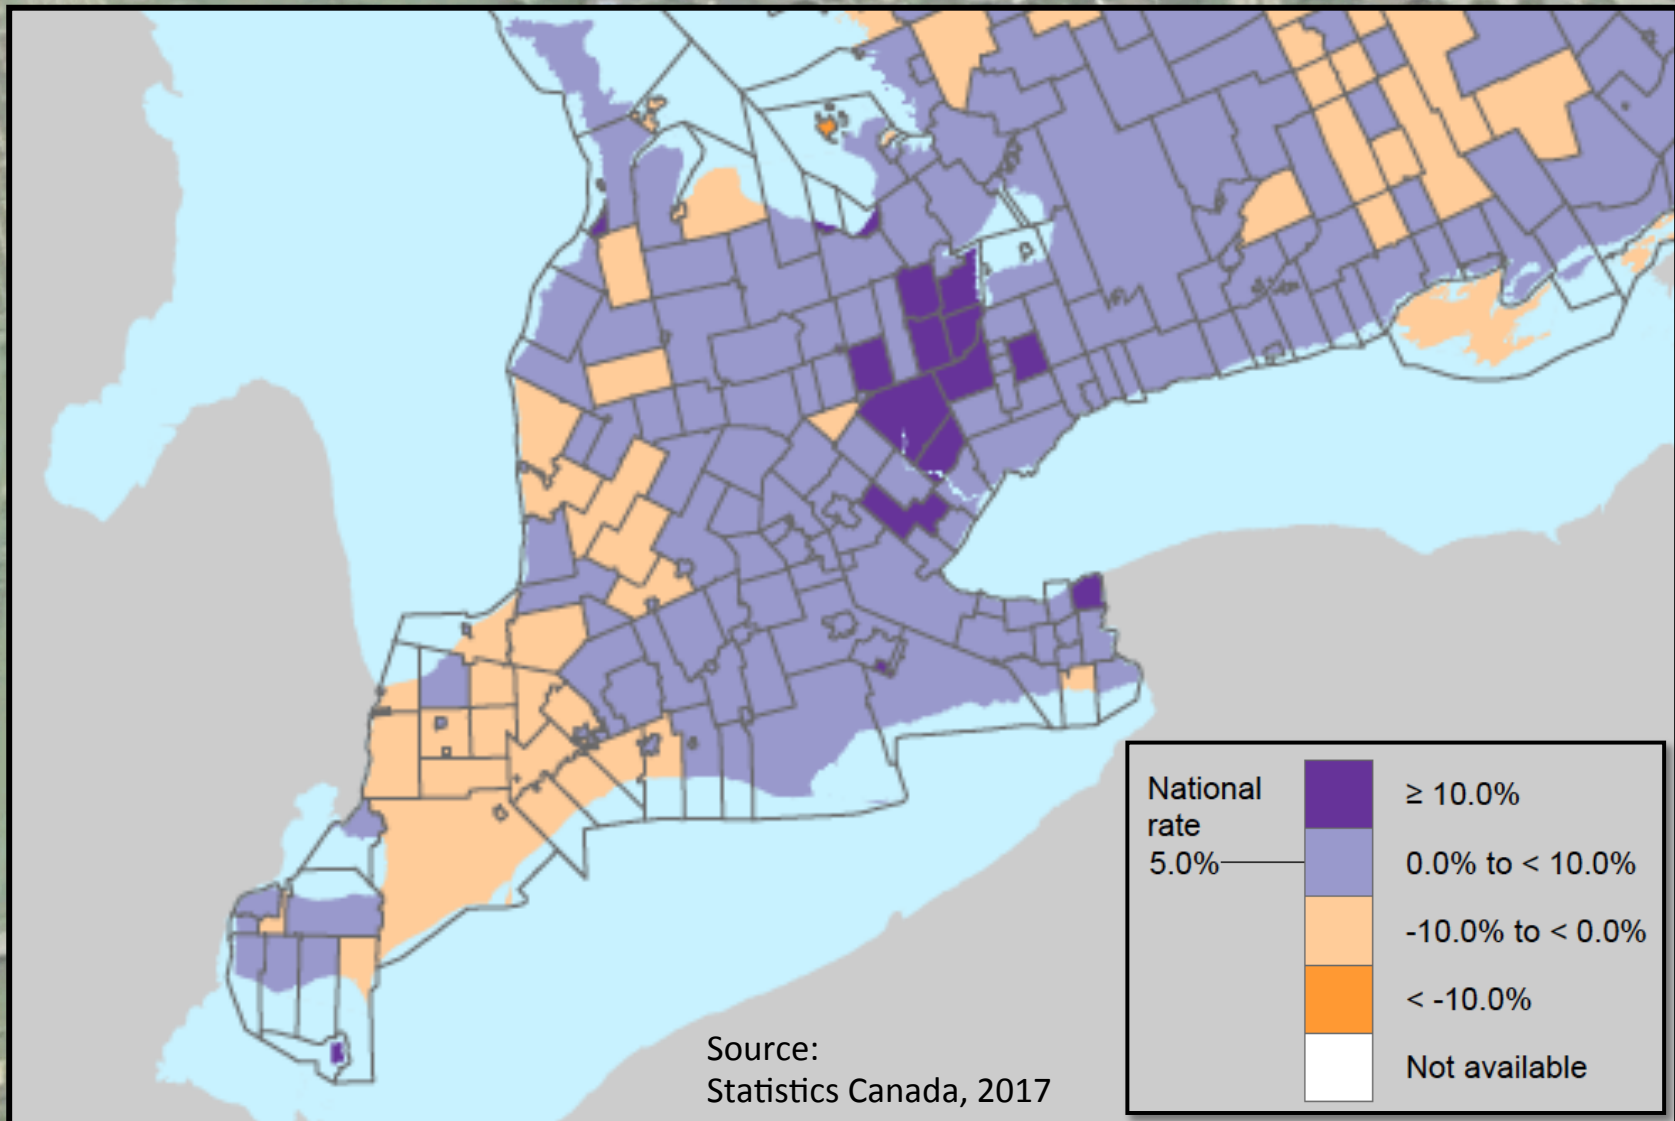 National
rate
5.0%
≥ 10.0%
0.0% to < 10.0%
-10.0% to < 0.0%
< -10.0%
Not available
Source:
Statistics Canada, 2017